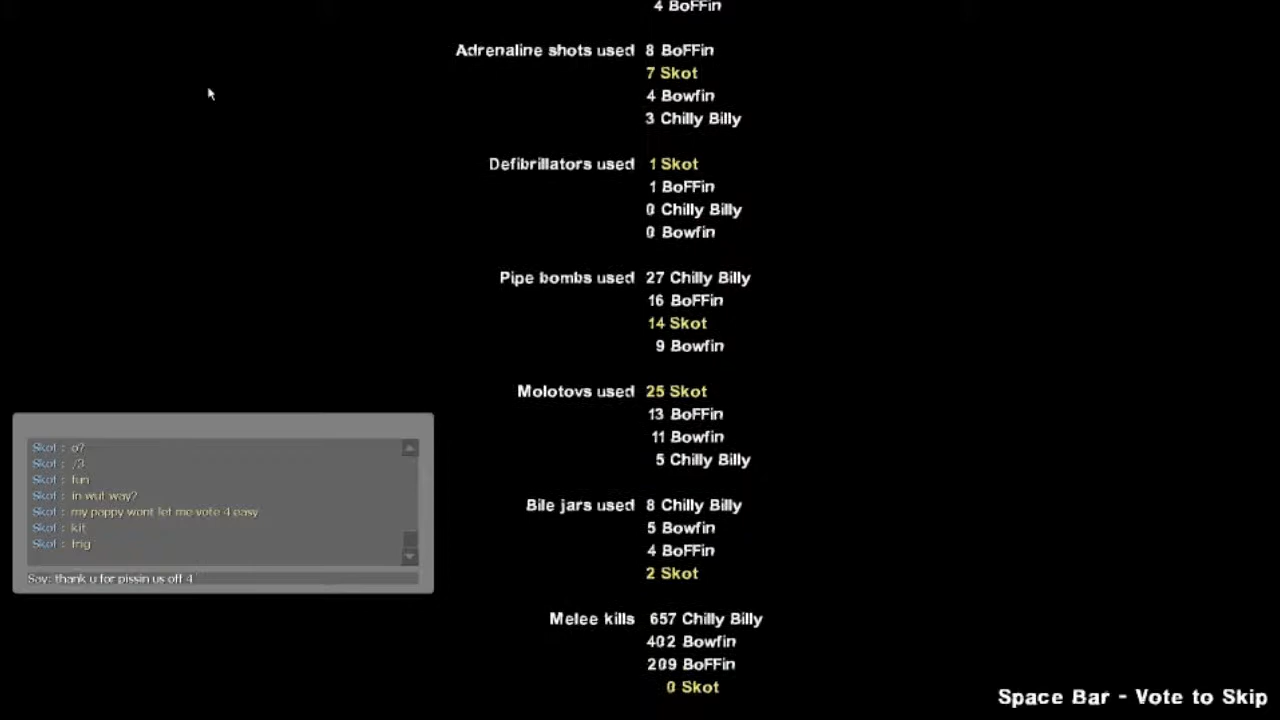 4 BoFFin
Adrenaline shots used 8 BoFFin
7 Skot
4 Bowfin
3 Chilly Billy
Defibrillators used 1 Skot
1 BoFFin
0 Chilly Billy
0 Bowfin
Pipe bombs used 27 Chilly Billy
16 BoFFin
14 Skot
9 Bowfin
Molotovs used 25 Skot
13 BoFFin
11 Bowfin
5 Chilly Billy
Bile jars used 8 Chilly Billy
5 Bowfin
4 BoFFin
2 Skot
Melee kills 657 Chilly Billy
402 Bowfin
209 BoFFin
0 Skot
Skot : o?
Skot : /3
Skot : fun
Skot : in wut way?
Skot : my pappy wont let me vote 4 easy
Skot : kit
Skot : frig
Say: thank u for pissin us off 4
Space Bar - Vote to Skip